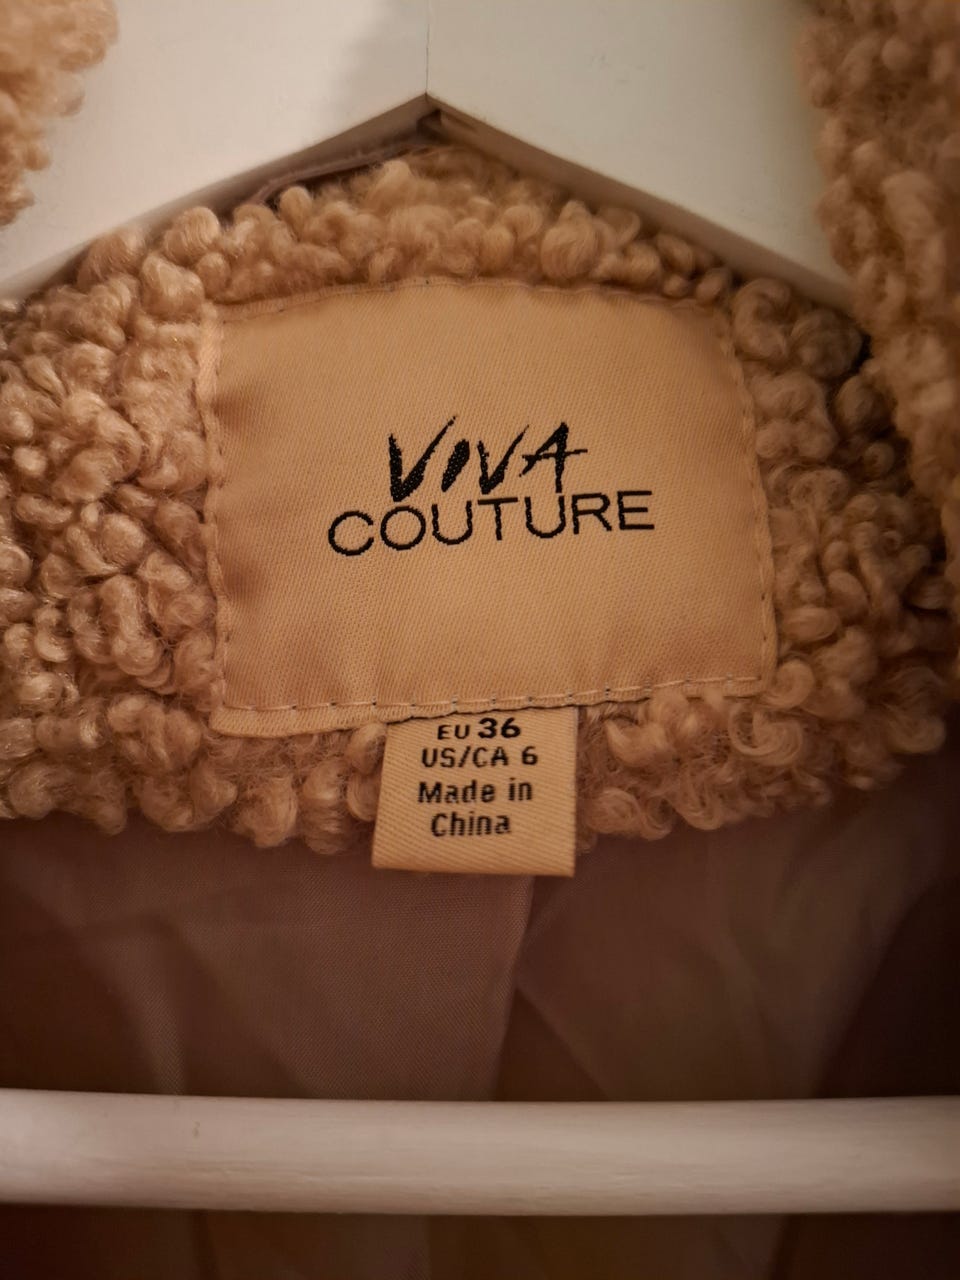 VIVA
COUTURE
EU 36
US/CA 6
Made in
China